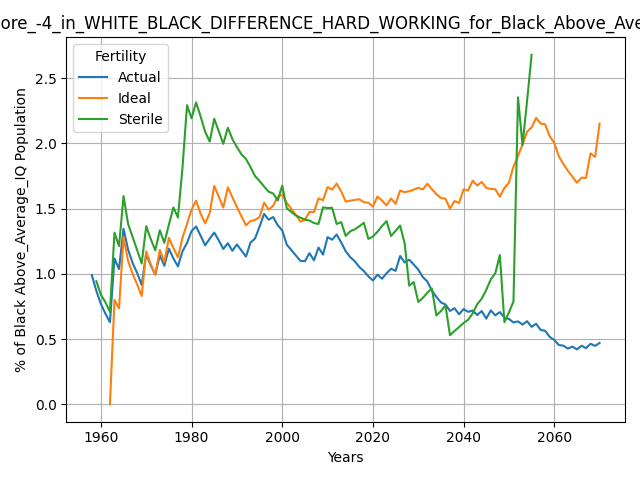 ore_-4_in_WHITE_BLACK_DIFFERENCE_HARD_WORKING_for_Black_Above_Ave
Fertility
Actual
Ideal
Sterile
% of Black Above_Average_IQ Population
2.5
2.0
1.5
1.0
0.5
0.0
1960 1980 2000 2020 2040 2060
Years